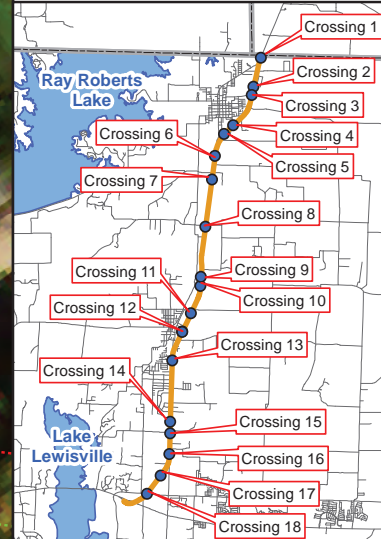 Crossing 1
Ray Roberts
Lake
Crossing 2
Crossing 3
Crossing 4
Crossing 6
Crossing 5
Crossing 7
Crossing 8
Crossing 9
Crossing 11
Crossing 10
Crossing 12
Crossing 13
Crossing 14
Crossing 15
Lake
Lewisville
Crossing 16
Crossing 17
Crossing 18